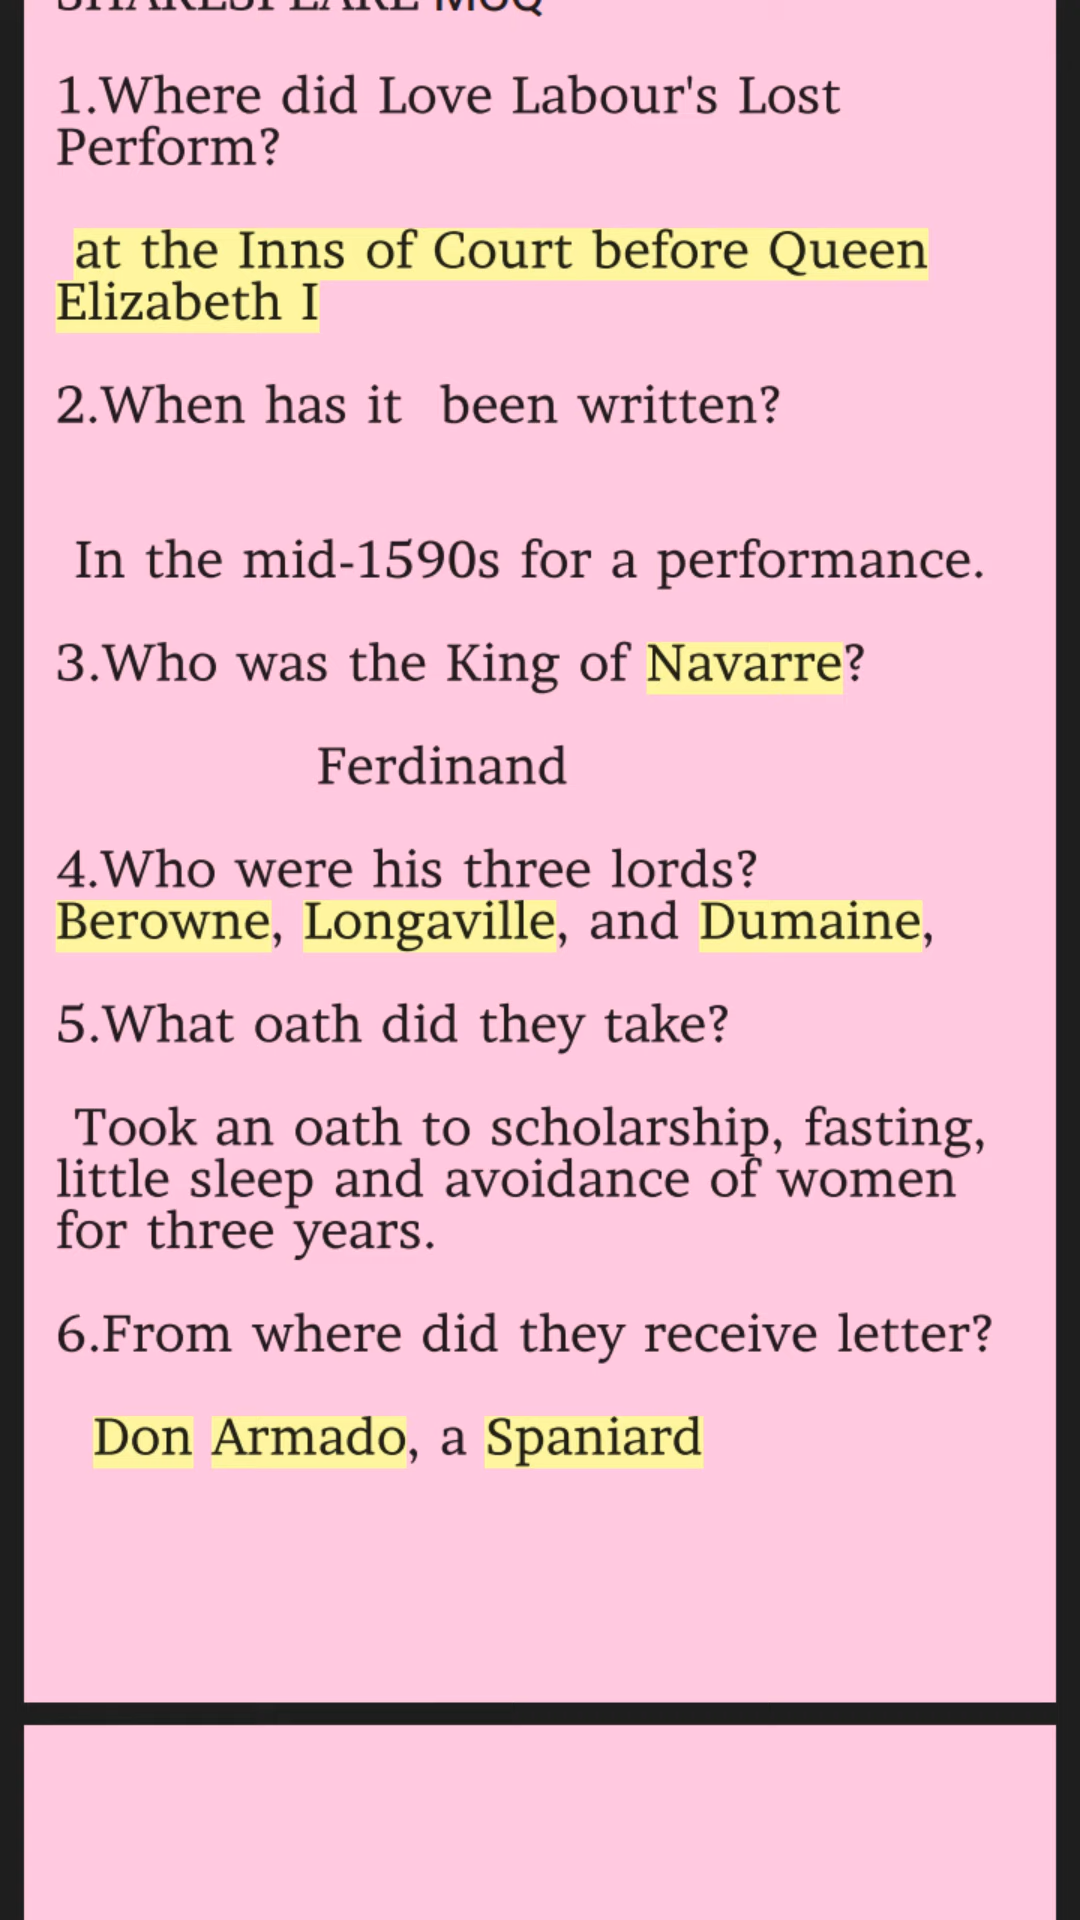 SHAKESPEARE MCQ
1.Where did Love Labour's Lost
Perform?
at the Inns of Court before Queen
Elizabeth I
2.When has it been written?
In the mid-1590s for a performance.
3.Who was the King of Navarre?
Ferdinand
4.Who were his three lords?
Berowne, Longaville, and Dumaine,
5.What oath did they take?
Took an oath to scholarship, fasting,
little sleep and avoidance of women
for three years.
6.From where did they receive letter?
Don Armado, a Spaniard